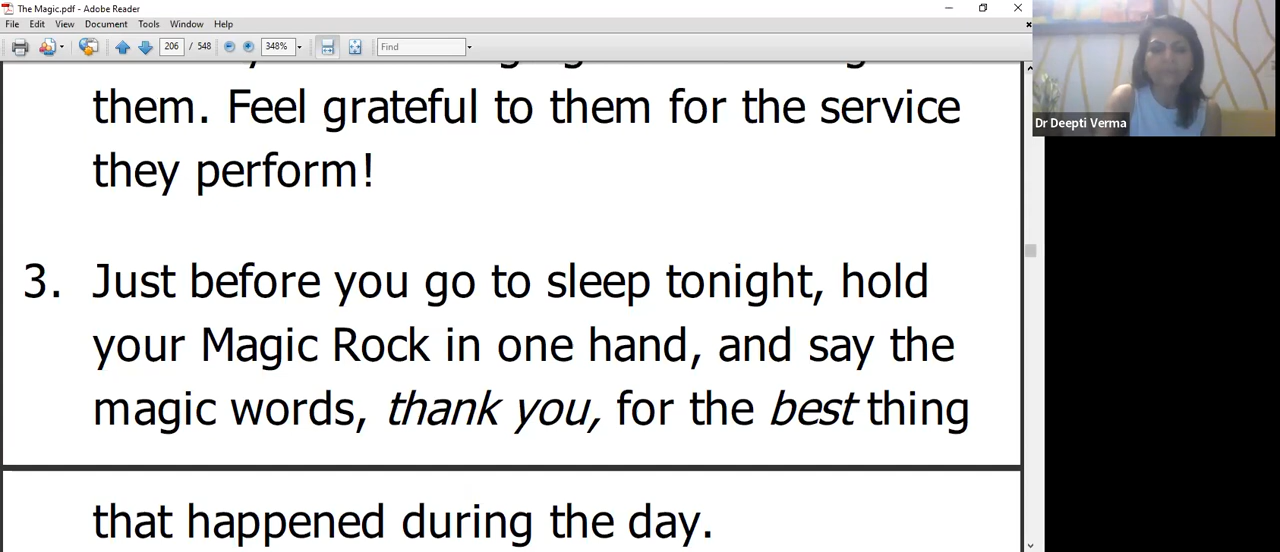 The Magic.pdf - Adobe Reader
File Edit View Document Tools Window Help
206 / 548 348% Find
them. Feel grateful to them for the service
they perform!
3. Just before you go to sleep tonight, hold
your Magic Rock in one hand, and say the
magic words, thank you, for the best thing
that happened during the day.
Dr Deepti Verma